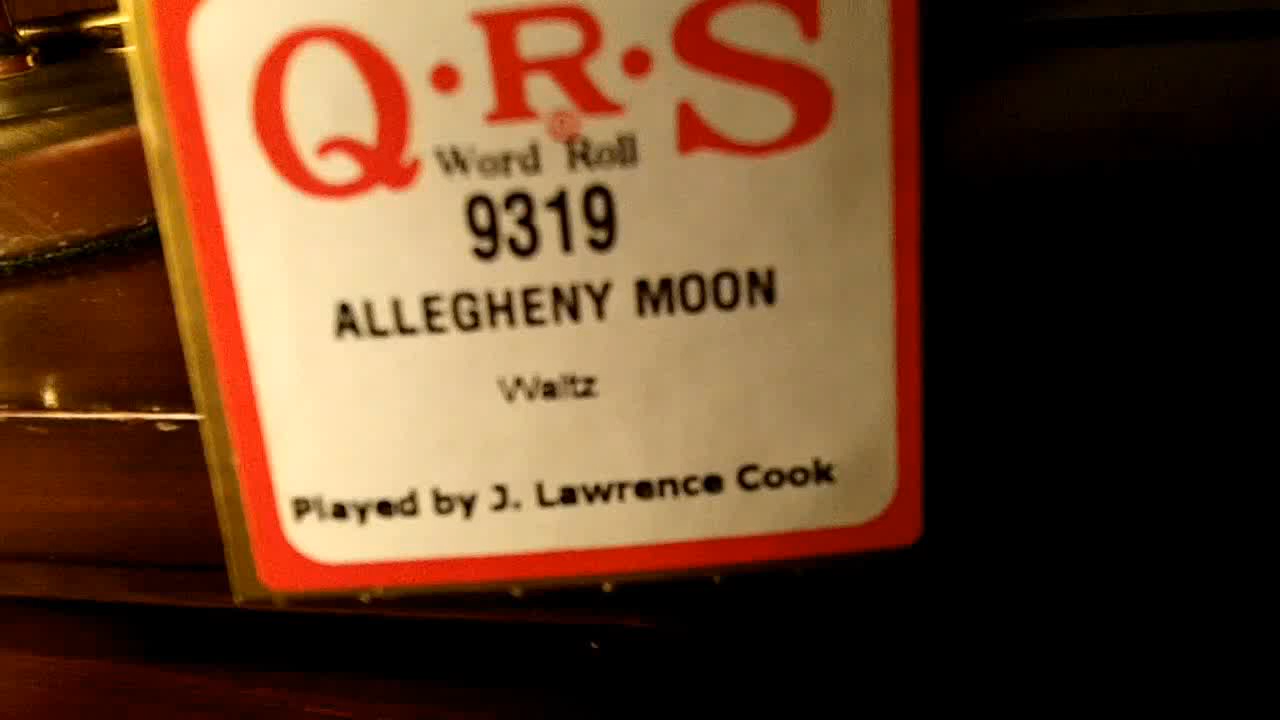 Q·R·S
®
Word Roll
9319
ALLEGHENY MOON
Waltz
Played by J. Lawrence Cook